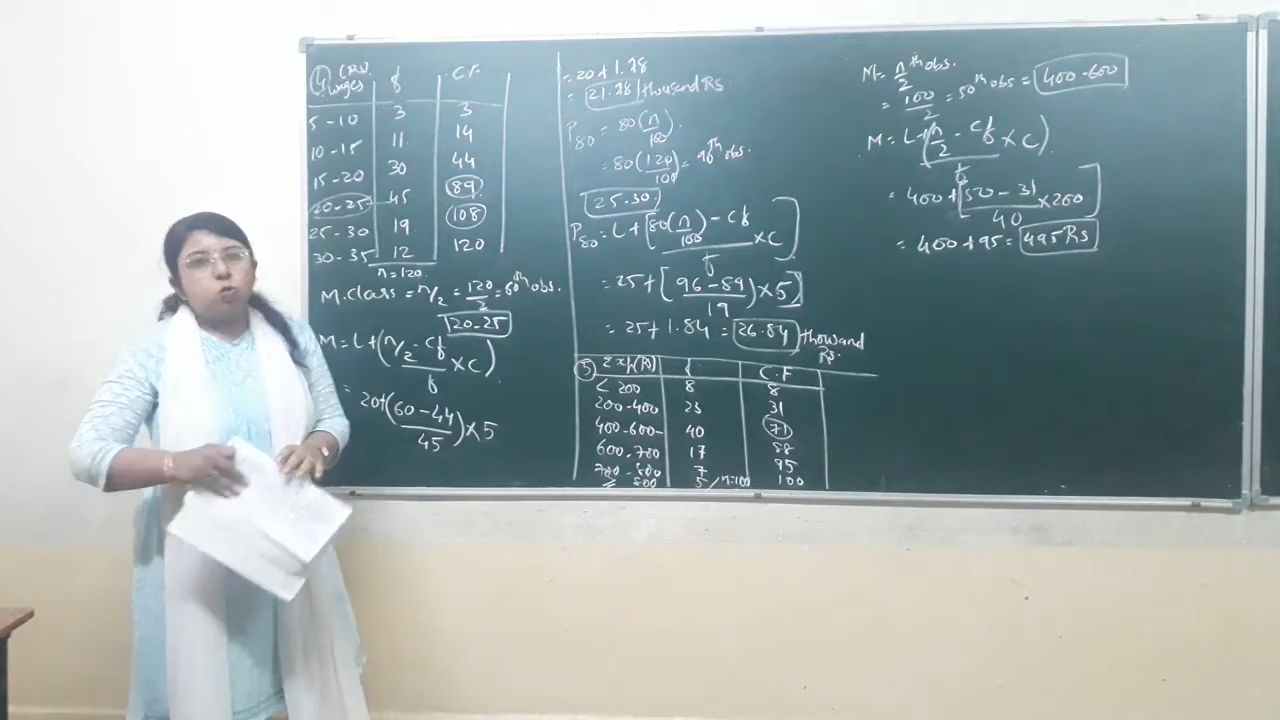 ④ wages f C.F
5-10 3 3
10-15 11 14
15-20 30 44
20-25 45 89
25-30 19 108
30-35 12 120
n=120
M.class = n/2 = 120/2 = 60th obs.
20-25
M = L + (n/2 - cf / f × C)
= 20+(60-44 / 45) × 5
= 20+1.78
= 21.78 thousand Rs
P80 = 80(n/100)
= 80(120/100) = 96th obs.
25-30
P80 = L + [80(n/100) - cf / f × C]
= 25+[(96-89 / 19) × 5]
= 25+1.84 = 26.84 thousand Rs.
⑤ Exp(Rs) f C.F
< 200 8 8
200-400 23 31
400-600 40 71
600-700 17 88
700-800 7 95
≤ 800 5 n=100 100
M = n/2 th obs.
= 100/2 = 50th obs = 400-600
M = L + (n/2 - cf / f × C)
= 400+[50-31 / 40 × 200]
= 400+95 = 495Rs